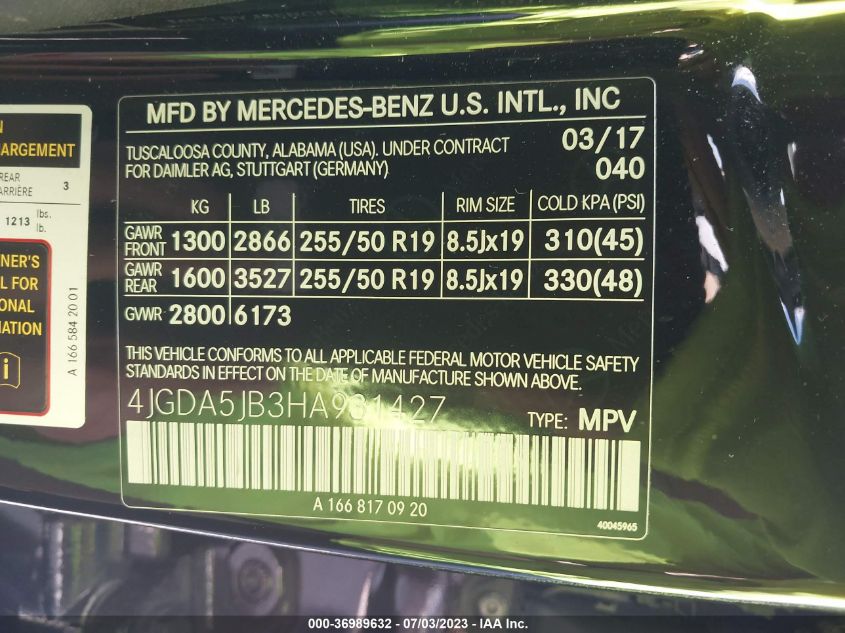 N
ARGEMENT
REAR
ARRIÈRE 3
1213 lbs.
lb.
NER'S
L FOR
IONAL
MATION
i
A 166 584 20 01
MFD BY MERCEDES-BENZ U.S. INTL., INC
TUSCALOOSA COUNTY, ALABAMA (USA). UNDER CONTRACT 03/17
FOR DAIMLER AG, STUTTGART (GERMANY) 040
KG LB TIRES RIM SIZE COLD KPA (PSI)
GAWR FRONT 1300 2866 255/50 R19 8.5Jx19 310(45)
GAWR REAR 1600 3527 255/50 R19 8.5Jx19 330(48)
GVWR 2800 6173
THIS VEHICLE CONFORMS TO ALL APPLICABLE FEDERAL MOTOR VEHICLE SAFETY
STANDARDS IN EFFECT ON THE DATE OF MANUFACTURE SHOWN ABOVE.
4JGDA5JB3HA931427 TYPE: MPV
A 166 817 09 20
40045965
000-36989632 - 07/03/2023 - IAA Inc.